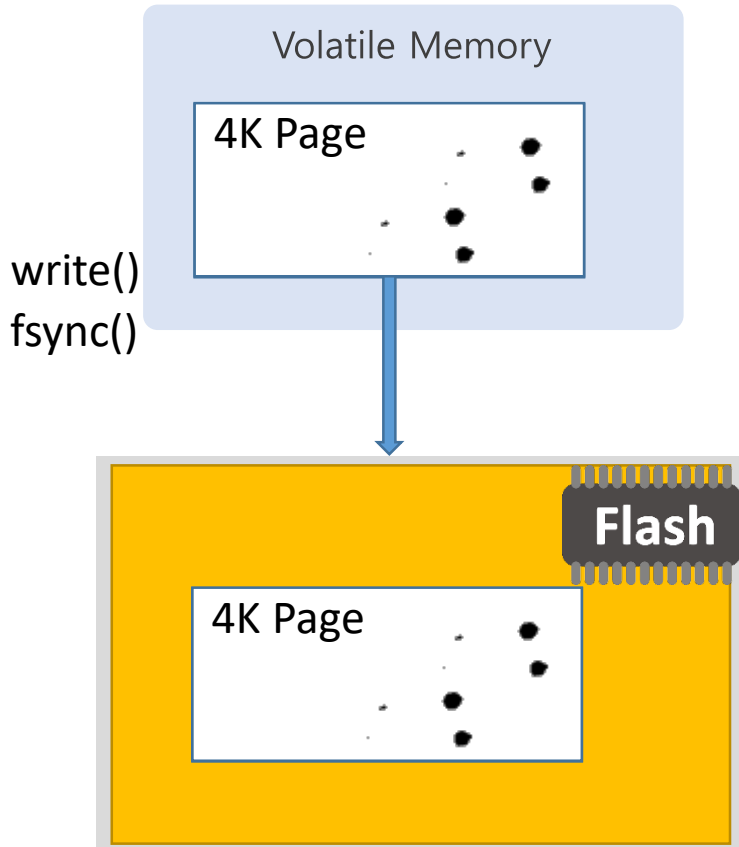 Volatile Memory
4K Page
write()
fsync()
Flash
4K Page